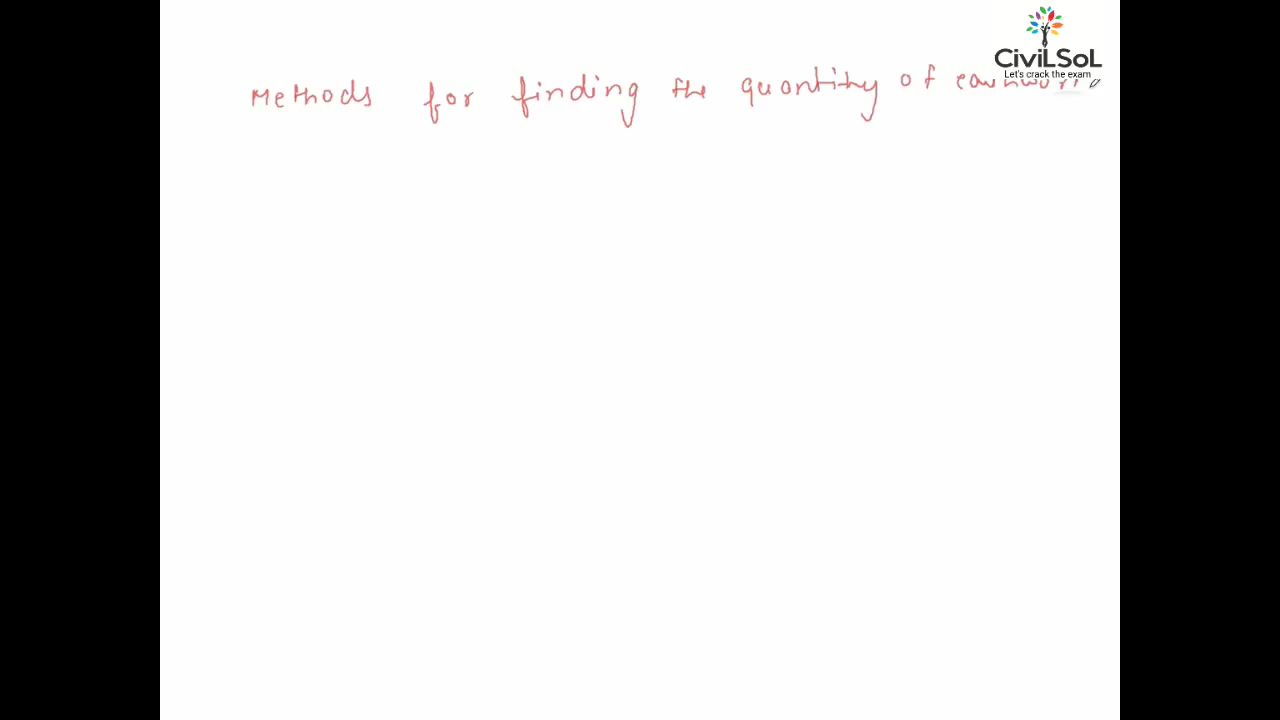 CiviLSoL
Let's crack the exam
Methods for finding the quantity of